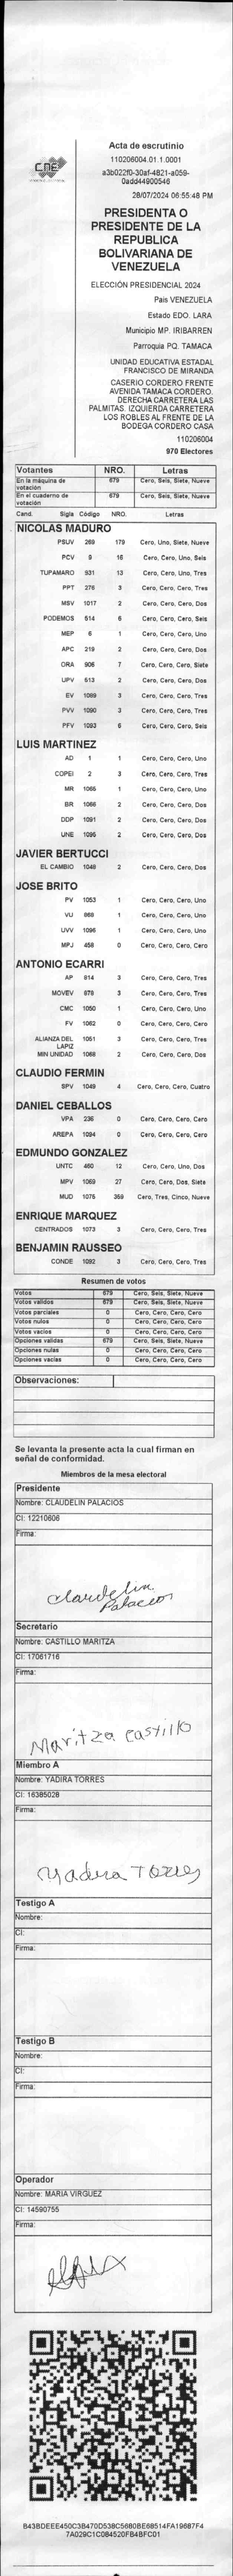 CNE
Acta de escrutinio
110206004.01.1.0001
a3b022f0-30af-4821-a059-
0add44900546
28/07/2024 06:55:48 PM
PRESIDENTA O
PRESIDENTE DE LA
REPUBLICA
BOLIVARIANA DE
VENEZUELA
ELECCIÓN PRESIDENCIAL 2024
Pais VENEZUELA
Estado EDO. LARA
Municipio MP. IRIBARREN
Parroquia PQ. TAMACA
UNIDAD EDUCATIVA ESTADAL
FRANCISCO DE MIRANDA
CASERIO CORDERO FRENTE
AVENIDA TAMACA CORDERO.
DERECHA CARRETERA LAS
PALMITAS. IZQUIERDA CARRETERA
LOS ROBLES AL FRENTE DE LA
BODEGA CORDERO CASA
110206004
970 Electores
Votantes NRO. Letras
En la máquina de votación 679 Cero, Seis, Siete, Nueve
En el cuaderno de votación 679 Cero, Seis, Siete, Nueve
Cand. Sigla Código NRO. Letras
NICOLAS MADURO
PSUV 269 179 Cero, Uno, Siete, Nueve
PCV 9 16 Cero, Cero, Uno, Seis
TUPAMARO 931 13 Cero, Cero, Uno, Tres
PPT 276 3 Cero, Cero, Cero, Tres
MSV 1017 2 Cero, Cero, Cero, Dos
PODEMOS 514 6 Cero, Cero, Cero, Seis
MEP 6 1 Cero, Cero, Cero, Uno
APC 219 2 Cero, Cero, Cero, Dos
ORA 906 7 Cero, Cero, Cero, Siete
UPV 613 2 Cero, Cero, Cero, Dos
EV 1089 3 Cero, Cero, Cero, Tres
PVV 1090 3 Cero, Cero, Cero, Tres
PFV 1093 6 Cero, Cero, Cero, Seis
LUIS MARTINEZ
AD 1 1 Cero, Cero, Cero, Uno
COPEI 2 3 Cero, Cero, Cero, Tres
MR 1065 1 Cero, Cero, Cero, Uno
BR 1066 2 Cero, Cero, Cero, Dos
DDP 1091 2 Cero, Cero, Cero, Dos
UNE 1095 2 Cero, Cero, Cero, Dos
JAVIER BERTUCCI
EL CAMBIO 1048 2 Cero, Cero, Cero, Dos
JOSE BRITO
PV 1053 1 Cero, Cero, Cero, Uno
VU 868 1 Cero, Cero, Cero, Uno
UVV 1096 1 Cero, Cero, Cero, Uno
MPJ 458 0 Cero, Cero, Cero, Cero
ANTONIO ECARRI
AP 814 3 Cero, Cero, Cero, Tres
MOVEV 979 3 Cero, Cero, Cero, Tres
CMC 1050 1 Cero, Cero, Cero, Uno
FV 1062 0 Cero, Cero, Cero, Cero
ALIANZA DEL LAPIZ 1051 3 Cero, Cero, Cero, Tres
MIN UNIDAD 1068 2 Cero, Cero, Cero, Dos
CLAUDIO FERMIN
SPV 1049 4 Cero, Cero, Cero, Cuatro
DANIEL CEBALLOS
VPA 236 0 Cero, Cero, Cero, Cero
AREPA 1094 0 Cero, Cero, Cero, Cero
EDMUNDO GONZALEZ
UNTC 460 12 Cero, Cero, Uno, Dos
MPV 1069 27 Cero, Cero, Dos, Siete
MUD 1075 359 Cero, Tres, Cinco, Nueve
ENRIQUE MARQUEZ
CENTRADOS 1073 3 Cero, Cero, Cero, Tres
BENJAMIN RAUSSEO
CONDE 1092 3 Cero, Cero, Cero, Tres
Resumen de votos
Votos 679 Cero, Seis, Siete, Nueve
Votos validos 679 Cero, Seis, Siete, Nueve
Votos parciales 0 Cero, Cero, Cero, Cero
Votos nulos 0 Cero, Cero, Cero, Cero
Votos vacios 0 Cero, Cero, Cero, Cero
Opciones validas 679 Cero, Seis, Siete, Nueve
Opciones nulas 0 Cero, Cero, Cero, Cero
Opciones vacias 0 Cero, Cero, Cero, Cero
Observaciones:
Se levanta la presente acta la cual firman en
señal de conformidad.
Miembros de la mesa electoral
Presidente
Nombre: CLAUDELIN PALACIOS
CI: 12210606
Firma:
Claudelin
Palacios
Secretario
Nombre: CASTILLO MARITZA
CI: 17061716
Firma:
Maritza castillo
Miembro A
Nombre: YADIRA TORRES
CI: 16385028
Firma:
Yadira Torres
Testigo A
Nombre:
CI:
Firma:
Testigo B
Nombre:
CI:
Firma:
Operador
Nombre: MARIA VIRGUEZ
CI: 14590755
Firma:
B43BDEEE450C3B470D538C5680BE68514FA19687F4
7A029C1C084520FB4BFC01